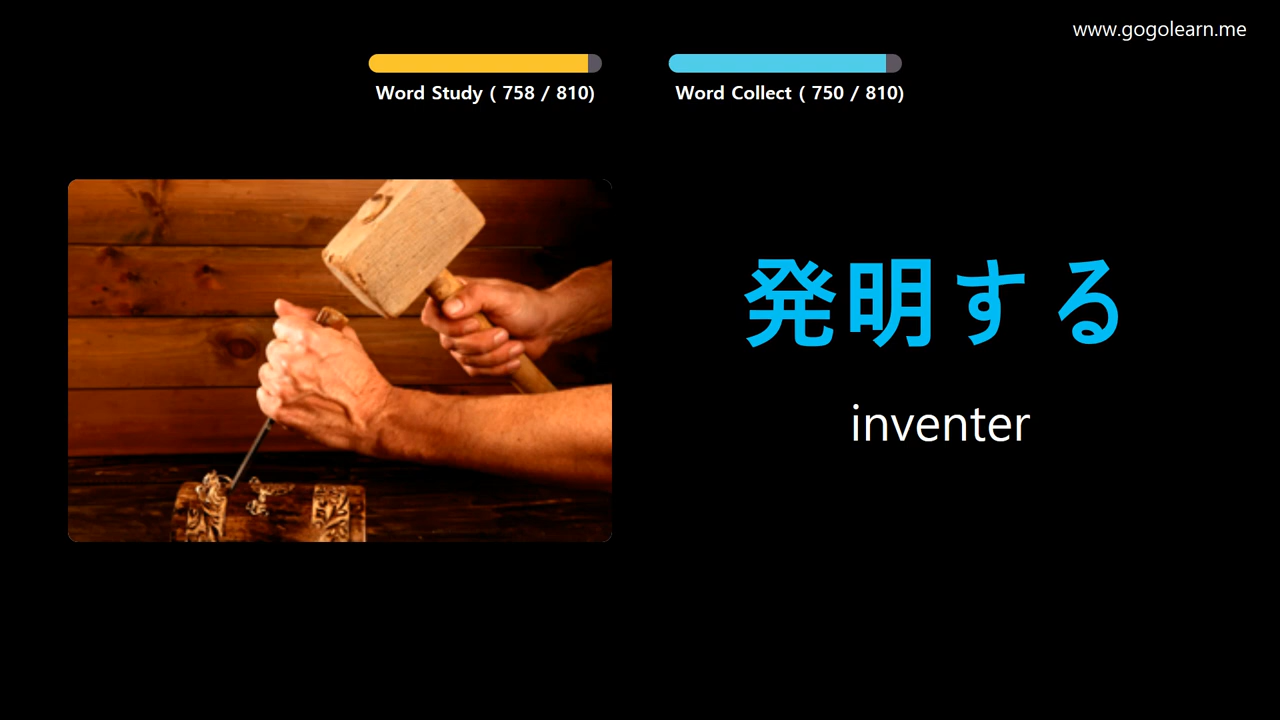 www.gogolearn.me
Word Study ( 758 / 810)
Word Collect ( 750 / 810)
発明する
inventer